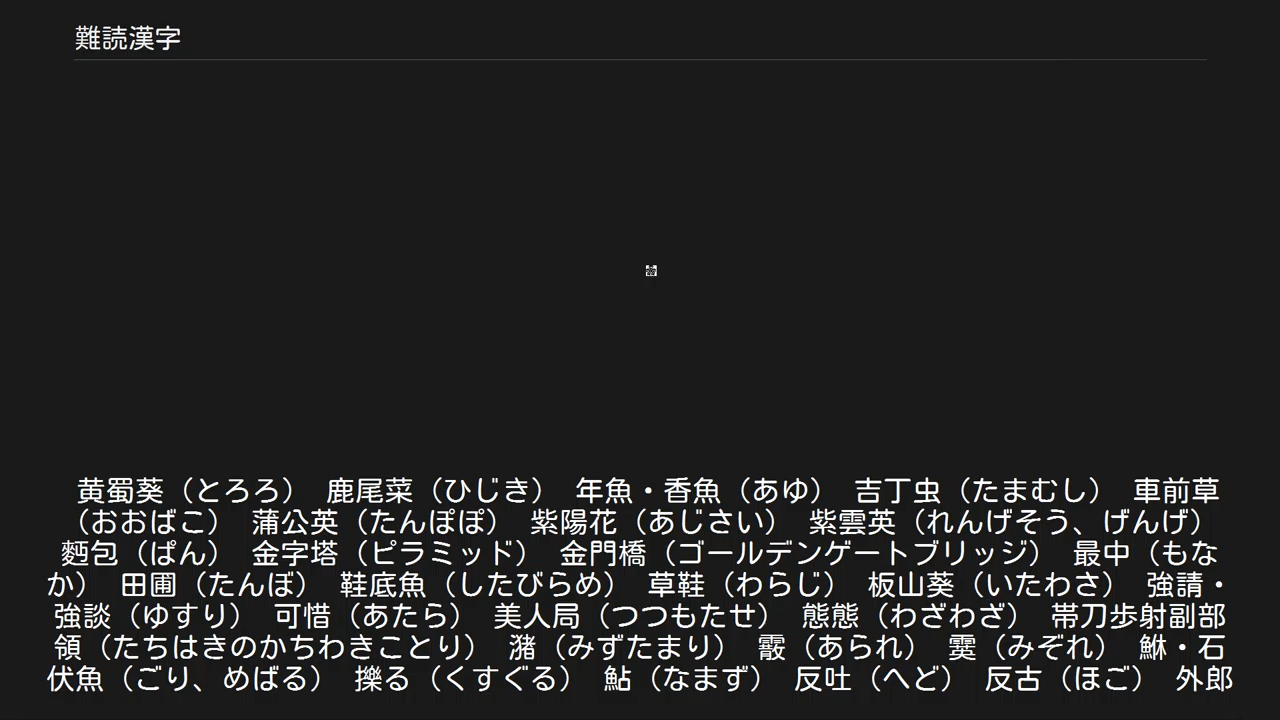 難読漢字
黄蜀葵（とろろ） 鹿尾菜（ひじき） 年魚・香魚（あゆ） 吉丁虫（たまむし） 車前草
（おおばこ） 蒲公英（たんぽぽ） 紫陽花（あじさい） 紫雲英（れんげそう、げんげ）
麪包（ぱん） 金字塔（ピラミッド） 金門橋（ゴールデンゲートブリッジ） 最中（もな
か） 田圃（たんぼ） 鞋底魚（したびらめ） 草鞋（わらじ） 板山葵（いたわさ） 強請・
強談（ゆすり） 可惜（あたら） 美人局（つつもたせ） 態態（わざわざ） 帯刀歩射副部
領（たちはきのかちわきことり） 潴（みずたまり） 霰（あられ） 霙（みぞれ） 鮴・石
伏魚（ごり、めばる） 擽る（くすぐる） 鮎（なまず） 反吐（へど） 反古（ほご） 外郎